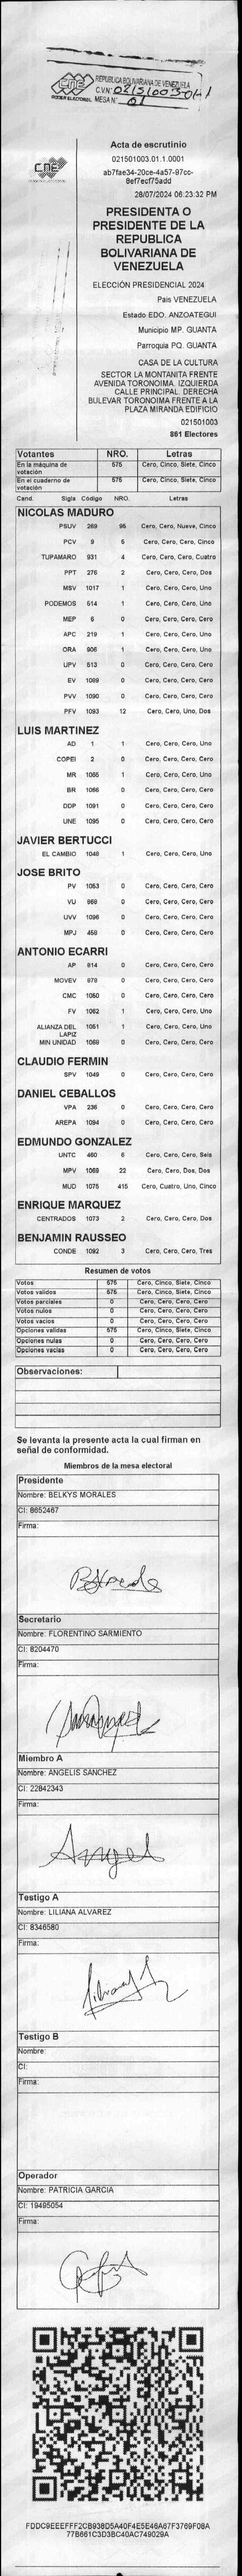 CNE
PODER ELECTORAL
REPUBLICA BOLIVARIANA DE VENEZUELA
C.V.N° 021510030H1
MESA N° 01
CNE
Acta de escrutinio
021501003.01.1.0001
ab7fae34-20ce-4a57-97cc-
8ef7ecf75add
28/07/2024 06:23:32 PM
PRESIDENTA O
PRESIDENTE DE LA
REPUBLICA
BOLIVARIANA DE
VENEZUELA
ELECCIÓN PRESIDENCIAL 2024
Pais VENEZUELA
Estado EDO. ANZOATEGUI
Municipio MP. GUANTA
Parroquia PQ. GUANTA
CASA DE LA CULTURA
SECTOR LA MONTANITA FRENTE
AVENIDA TORONOIMA. IZQUIERDA
CALLE PRINCIPAL. DERECHA
BULEVAR TORONOIMA FRENTE A LA
PLAZA MIRANDA EDIFICIO
021501003
861 Electores
Votantes NRO. Letras
En la máquina de votación 575 Cero, Cinco, Siete, Cinco
En el cuaderno de votación 575 Cero, Cinco, Siete, Cinco
Cand. Sigla Código NRO. Letras
NICOLAS MADURO
PSUV 269 95 Cero, Cero, Nueve, Cinco
PCV 9 5 Cero, Cero, Cero, Cinco
TUPAMARO 931 4 Cero, Cero, Cero, Cuatro
PPT 276 2 Cero, Cero, Cero, Dos
MSV 1017 1 Cero, Cero, Cero, Uno
PODEMOS 514 1 Cero, Cero, Cero, Uno
MEP 6 0 Cero, Cero, Cero, Cero
APC 219 1 Cero, Cero, Cero, Uno
ORA 906 1 Cero, Cero, Cero, Uno
UPV 513 0 Cero, Cero, Cero, Cero
EV 1089 0 Cero, Cero, Cero, Cero
PVV 1090 0 Cero, Cero, Cero, Cero
PFV 1093 12 Cero, Cero, Uno, Dos
LUIS MARTINEZ
AD 1 1 Cero, Cero, Cero, Uno
COPEI 2 0 Cero, Cero, Cero, Cero
MR 1065 1 Cero, Cero, Cero, Uno
BR 1066 0 Cero, Cero, Cero, Cero
DDP 1091 0 Cero, Cero, Cero, Cero
UNE 1095 0 Cero, Cero, Cero, Cero
JAVIER BERTUCCI
EL CAMBIO 1048 1 Cero, Cero, Cero, Uno
JOSE BRITO
PV 1053 0 Cero, Cero, Cero, Cero
VU 969 0 Cero, Cero, Cero, Cero
UVV 1096 0 Cero, Cero, Cero, Cero
MPJ 458 0 Cero, Cero, Cero, Cero
ANTONIO ECARRI
AP 914 0 Cero, Cero, Cero, Cero
MOVEV 979 0 Cero, Cero, Cero, Cero
CMC 1050 0 Cero, Cero, Cero, Cero
FV 1062 1 Cero, Cero, Cero, Uno
ALIANZA DEL LAPIZ 1051 1 Cero, Cero, Cero, Uno
MIN UNIDAD 1088 0 Cero, Cero, Cero, Cero
CLAUDIO FERMIN
SPV 1049 0 Cero, Cero, Cero, Cero
DANIEL CEBALLOS
VPA 236 0 Cero, Cero, Cero, Cero
AREPA 1094 0 Cero, Cero, Cero, Cero
EDMUNDO GONZALEZ
UNTC 460 6 Cero, Cero, Cero, Seis
MPV 1069 22 Cero, Cero, Dos, Dos
MUD 1075 415 Cero, Cuatro, Uno, Cinco
ENRIQUE MARQUEZ
CENTRADOS 1073 2 Cero, Cero, Cero, Dos
BENJAMIN RAUSSEO
CONDE 1092 3 Cero, Cero, Cero, Tres
Resumen de votos
Votos 575 Cero, Cinco, Siete, Cinco
Votos validos 575 Cero, Cinco, Siete, Cinco
Votos parciales 0 Cero, Cero, Cero, Cero
Votos nulos 0 Cero, Cero, Cero, Cero
Votos vacios 0 Cero, Cero, Cero, Cero
Opciones validas 575 Cero, Cinco, Siete, Cinco
Opciones nulas 0 Cero, Cero, Cero, Cero
Opciones vacias 0 Cero, Cero, Cero, Cero
Observaciones:
Se levanta la presente acta la cual firman en
señal de conformidad.
Miembros de la mesa electoral
Presidente
Nombre: BELKYS MORALES
CI: 8652467
Firma:
Secretario
Nombre: FLORENTINO SARMIENTO
CI: 8204470
Firma:
Miembro A
Nombre: ANGELIS SANCHEZ
CI: 22842343
Firma:
Angel
Testigo A
Nombre: LILIANA ALVAREZ
CI: 8346580
Firma:
Testigo B
Nombre:
CI:
Firma:
Operador
Nombre: PATRICIA GARCIA
CI: 19495054
Firma:
FDDC9EEEFFF2CB938D5A40F4E5E46A67F3769F08A
77B661C3D3BC40AC749029A